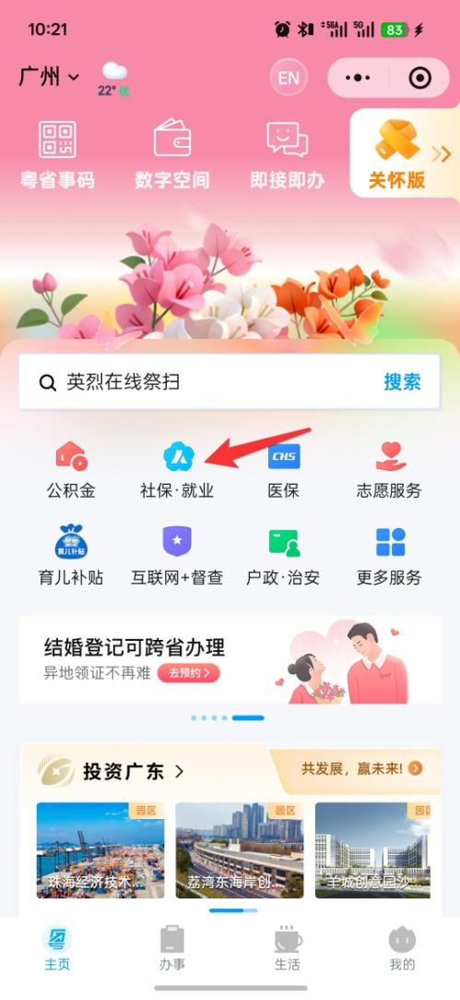 10:21
5GA
5G
83
广州
22° 优
EN
粤省事码
数字空间
即接即办
关怀版
英烈在线祭扫
搜索
公积金
社保·就业
CHS
医保
志愿服务
育儿补贴
育儿补贴
互联网+督查
户政·治安
更多服务
结婚登记可跨省办理
异地领证不再难
去预约
投资广东
共发展，赢未来!
园区
园区
园区
珠海经济技术...
荔湾东海岸创...
羊城创意园沙...
粤
主页
办事
生活
我的